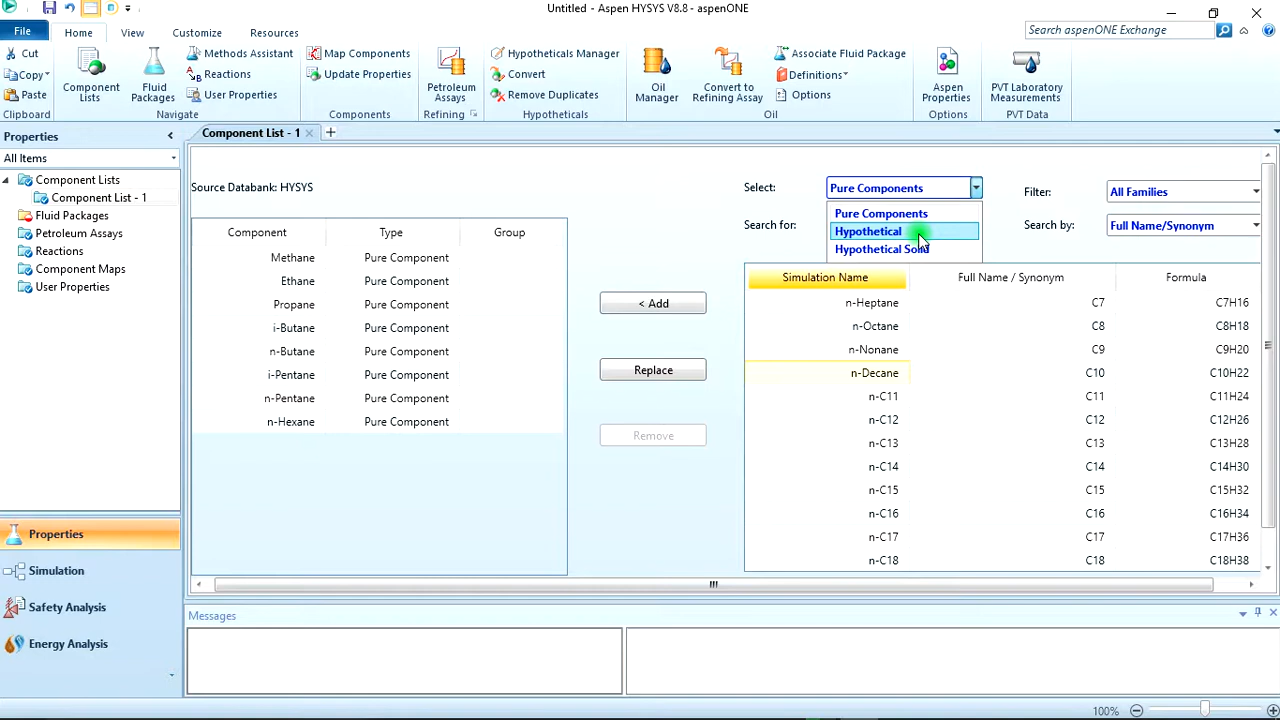 Untitled - Aspen HYSYS V8.8 - aspenONE
File Home View Customize Resources Search aspenONE Exchange
Cut
Copy
Paste
Clipboard
Component Lists
Fluid Packages
Methods Assistant
Reactions
User Properties
Navigate
Map Components
Update Properties
Components
Petroleum Assays
Refining
Hypotheticals Manager
Convert
Remove Duplicates
Hypotheticals
Oil Manager
Convert to Refining Assay
Associate Fluid Package
Definitions
Options
Oil
Aspen Properties
Options
PVT Laboratory Measurements
PVT Data
Properties
All Items
Component Lists
Component List - 1
Fluid Packages
Petroleum Assays
Reactions
Component Maps
User Properties
Properties
Simulation
Safety Analysis
Energy Analysis
Component List - 1
Source Databank: HYSYS
Component Type Group
Methane Pure Component
Ethane Pure Component
Propane Pure Component
i-Butane Pure Component
n-Butane Pure Component
i-Pentane Pure Component
n-Pentane Pure Component
n-Hexane Pure Component
< Add
Replace
Remove
Select: Pure Components Filter: All Families
Pure Components
Hypothetical
Hypothetical Solid
Search for: Search by: Full Name/Synonym
Simulation Name Full Name / Synonym Formula
n-Heptane C7 C7H16
n-Octane C8 C8H18
n-Nonane C9 C9H20
n-Decane C10 C10H22
n-C11 C11 C11H24
n-C12 C12 C12H26
n-C13 C13 C13H28
n-C14 C14 C14H30
n-C15 C15 C15H32
n-C16 C16 C16H34
n-C17 C17 C17H36
n-C18 C18 C18H38
Messages
100%